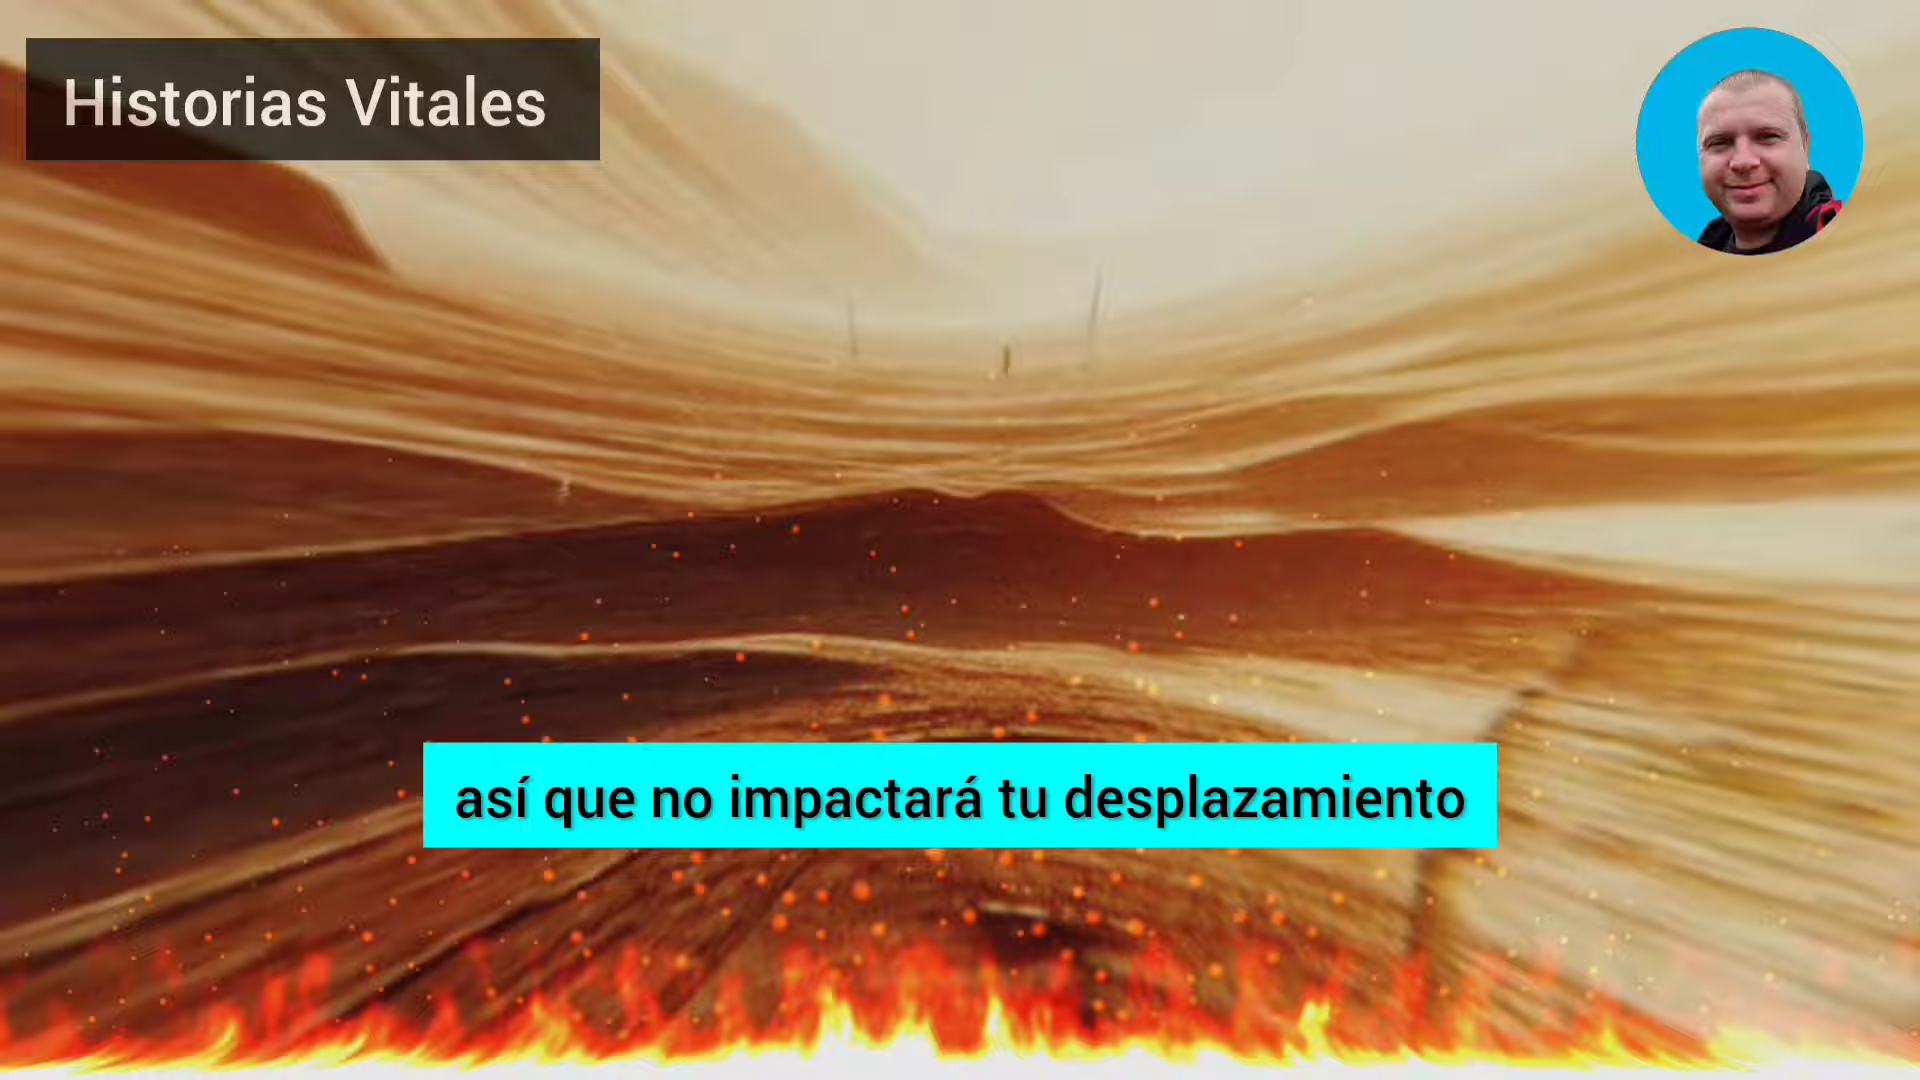 Historias Vitales
así que no impactará tu desplazamiento